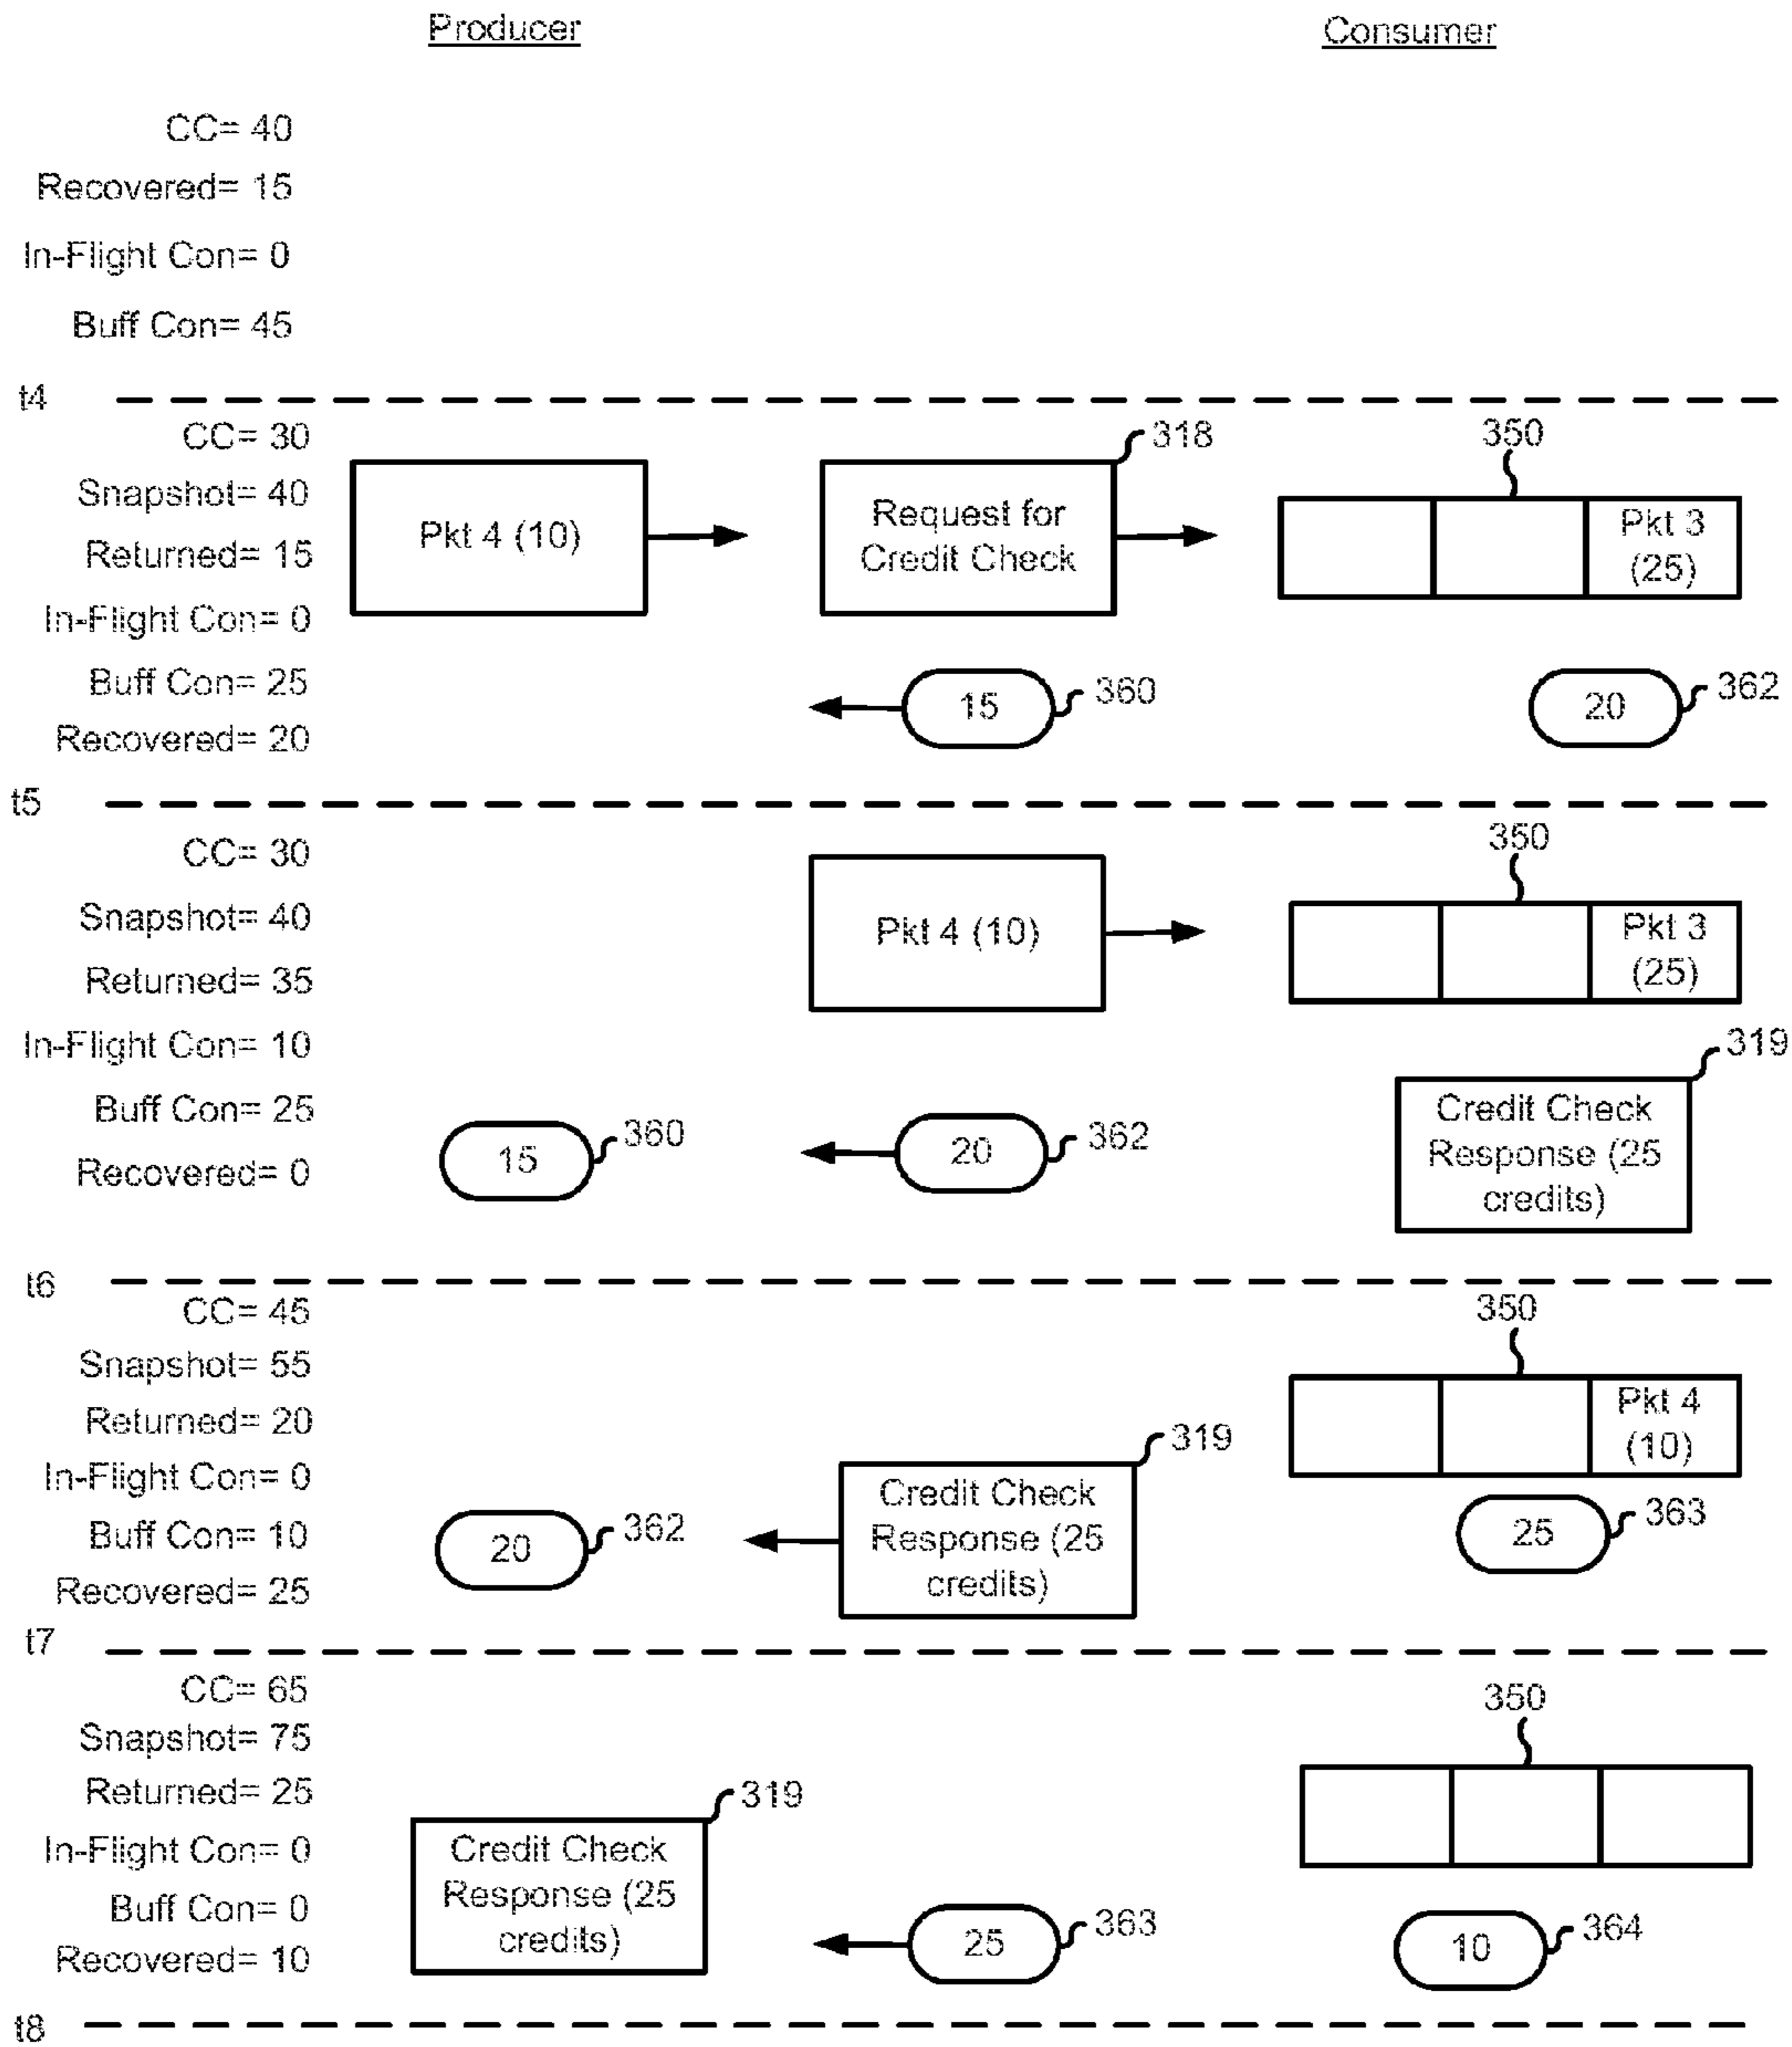 Producer
Consumer
CC= 40
Recovered= 15
In-Flight Con= 0
Buff Con= 45
t4
CC= 30
Snapshot= 40
Returned= 15
In-Flight Con= 0
Buff Con= 25
Recovered= 20
Pkt 4 (10)
318
Request for
Credit Check
350
Pkt 3
(25)
15
360
20
362
t5
CC= 30
Snapshot= 40
Returned= 35
In-Flight Con= 10
Buff Con= 25
Recovered= 0
Pkt 4 (10)
350
Pkt 3
(25)
319
Credit Check
Response (25
credits)
15
360
20
362
t6
CC= 45
Snapshot= 55
Returned= 20
In-Flight Con= 0
Buff Con= 10
Recovered= 25
350
Pkt 4
(10)
319
Credit Check
Response (25
credits)
20
362
25
363
t7
CC= 65
Snapshot= 75
Returned= 25
In-Flight Con= 0
Buff Con= 0
Recovered= 10
350
319
Credit Check
Response (25
credits)
25
363
10
364
t8